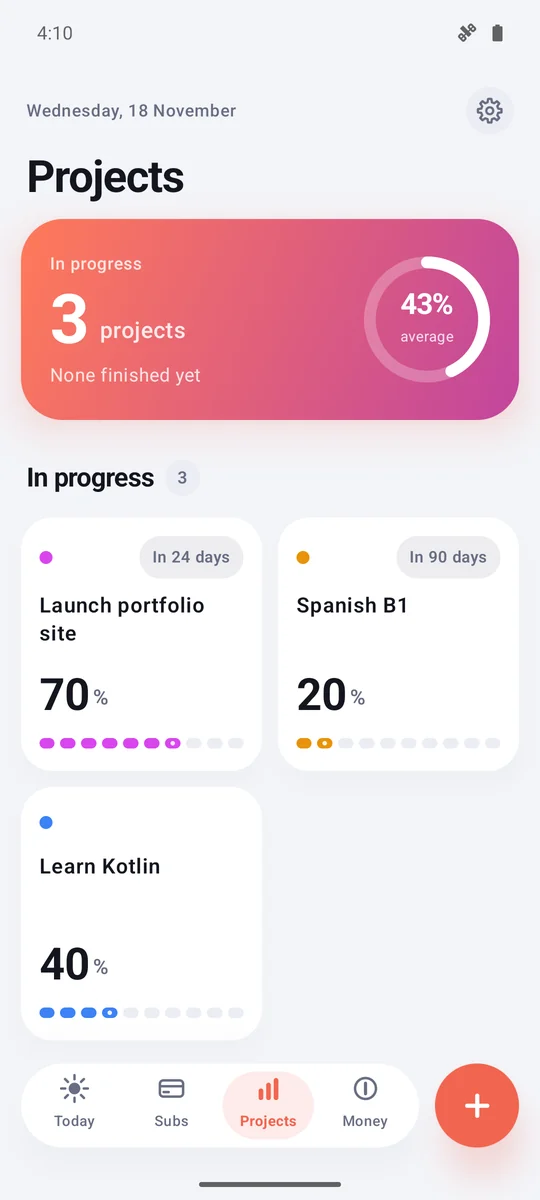 4:10
Wednesday, 18 November
Projects
In progress
3 projects
None finished yet
43%
average
In progress 3
In 24 days
Launch portfolio
site
70%
In 90 days
Spanish B1
20%
Learn Kotlin
40%
Today
Subs
Projects
Money